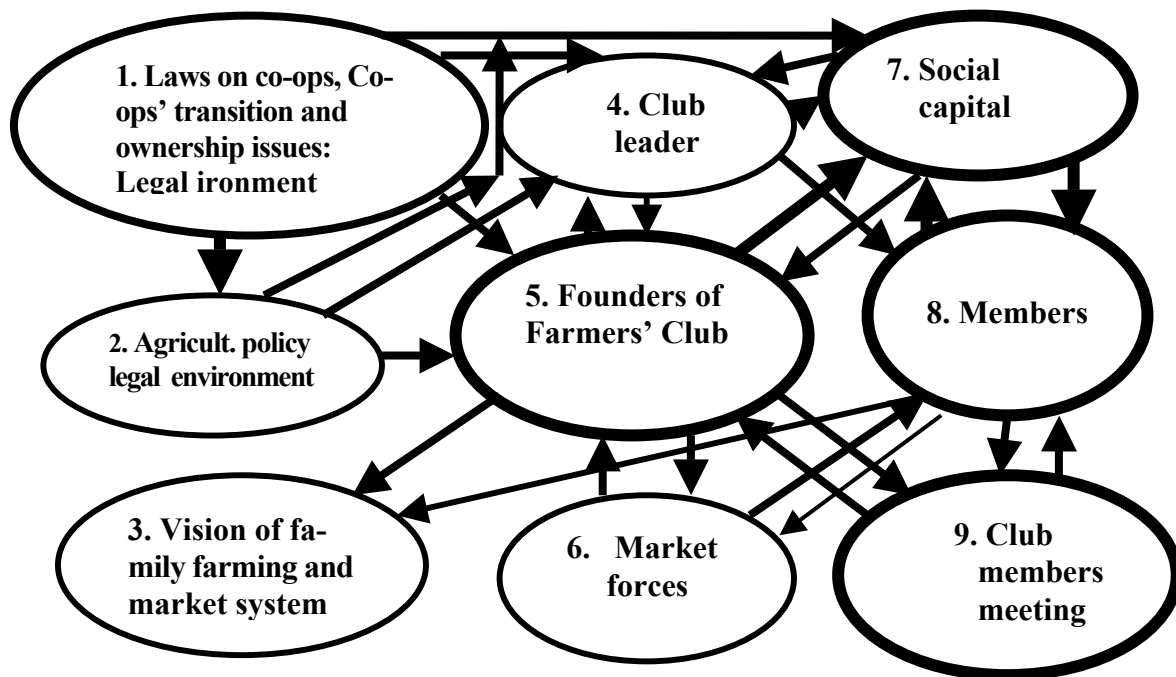 1. Laws on co-ops, Co-
ops’ transition and
ownership issues:
Legal ironment
2. Agricult. policy
legal environment
3. Vision of fa-
mily farming and
market system
4. Club
leader
5. Founders of
Farmers’ Club
6. Market
forces
7. Social
capital
8. Members
9. Club
members
meeting